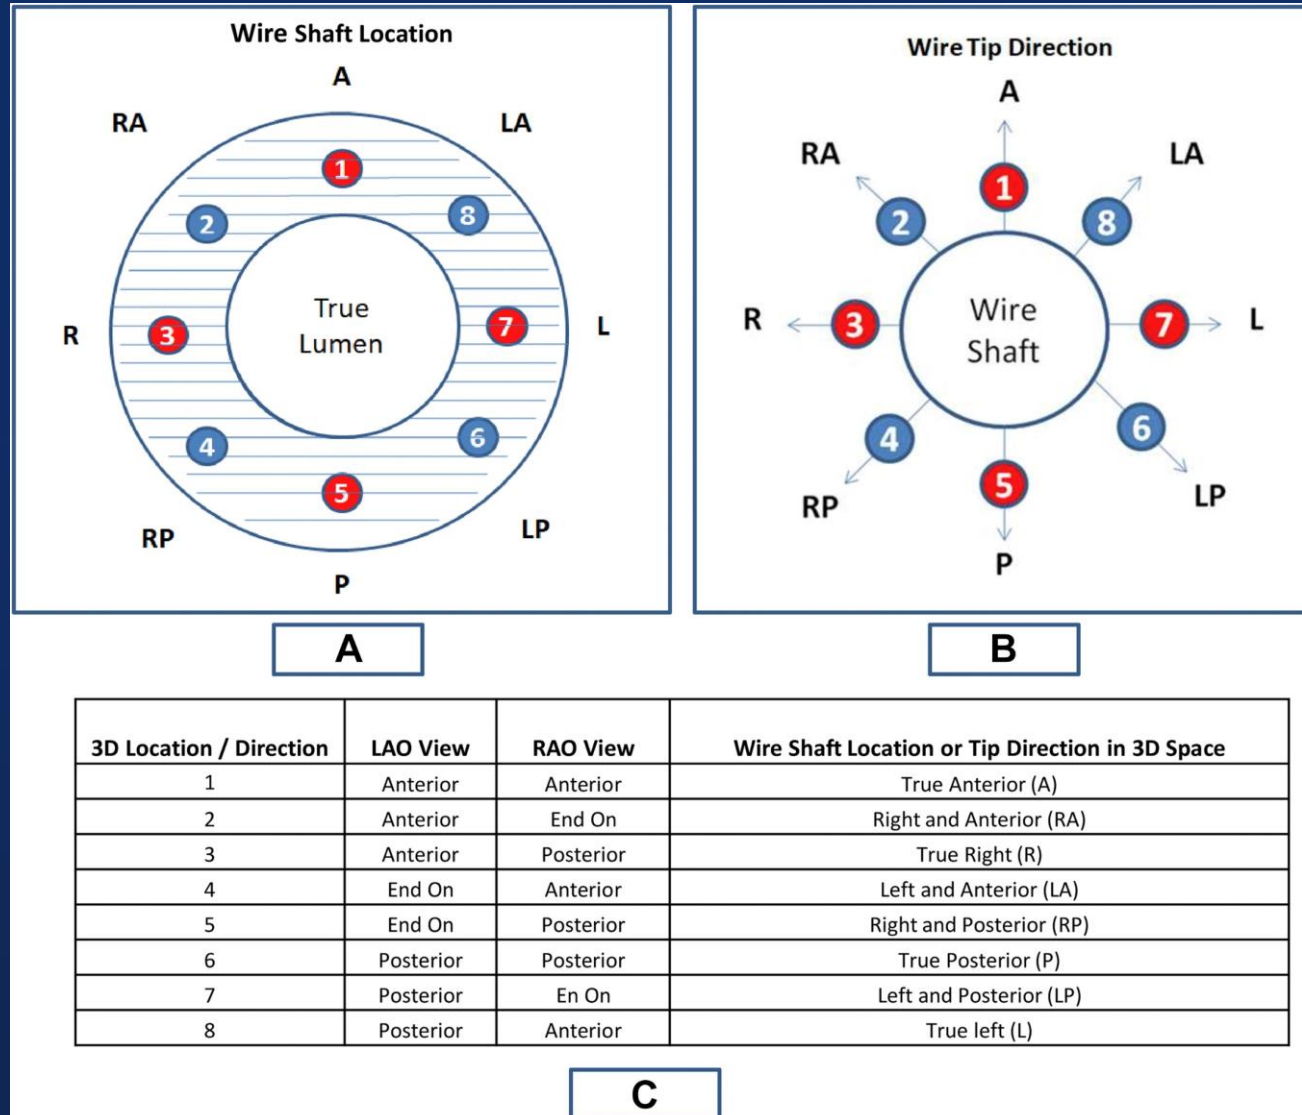 Wire Shaft Location
A
RA
LA
1
2
8
R
3
True
Lumen
7
L
4
6
5
RP
LP
P
A
Wire Tip Direction
A
RA
LA
1
2
8
R
3
Wire
Shaft
7
L
4
6
5
RP
LP
P
B
3D Location / Direction LAO View RAO View Wire Shaft Location or Tip Direction in 3D Space
1 Anterior Anterior True Anterior (A)
2 Anterior End On Right and Anterior (RA)
3 Anterior Posterior True Right (R)
4 End On Anterior Left and Anterior (LA)
5 End On Posterior Right and Posterior (RP)
6 Posterior Posterior True Posterior (P)
7 Posterior En On Left and Posterior (LP)
8 Posterior Anterior True left (L)
C